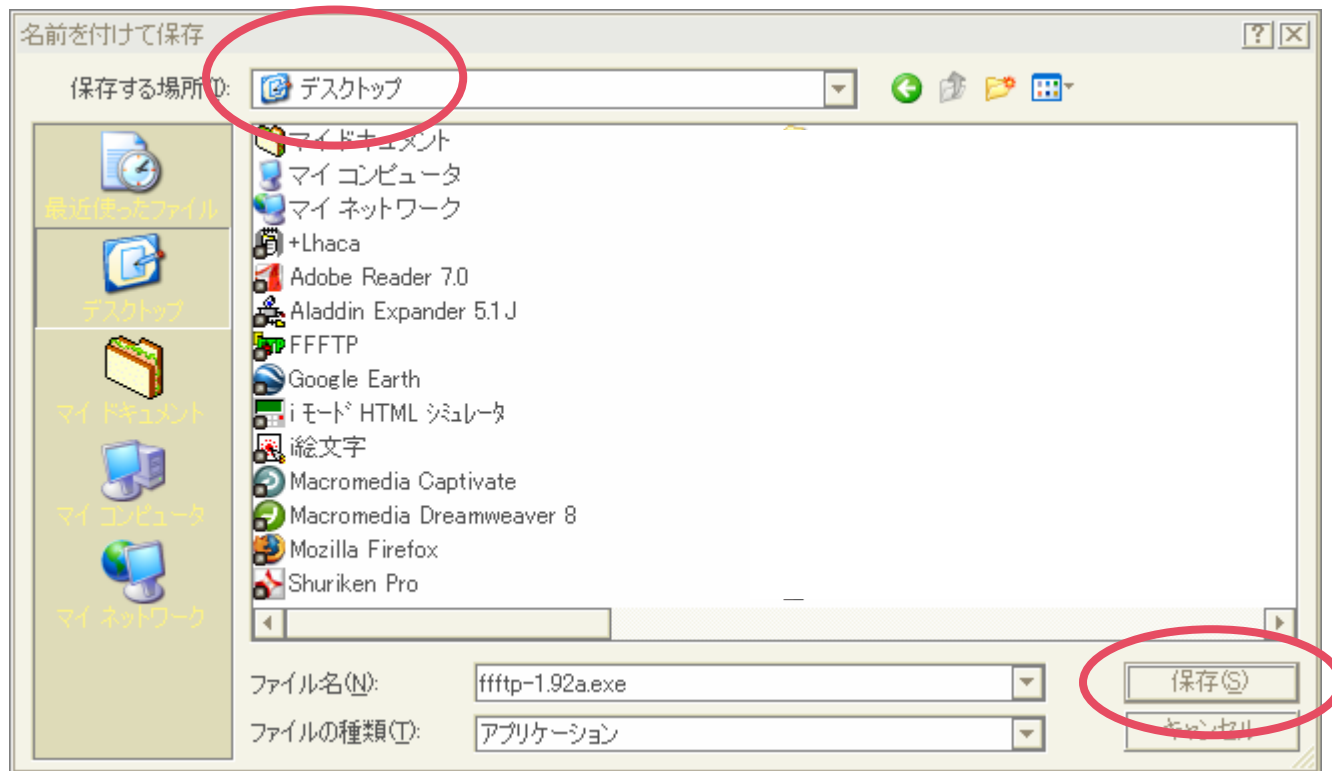 名前を付けて保存
保存する場所(I):
デスクトップ
最近使ったファイル
デスクトップ
マイ ドキュメント
マイ コンピュータ
マイ ネットワーク
マイ ドキュメント
マイ コンピュータ
マイ ネットワーク
+Lhaca
Adobe Reader 7.0
Aladdin Expander 5.1 J
FFFTP
Google Earth
i ﾓｰﾄﾞ HTML ｼﾐｭﾚｰﾀ
i絵文字
Macromedia Captivate
Macromedia Dreamweaver 8
Mozilla Firefox
Shuriken Pro
ファイル名(N):
ffftp-1.92a.exe
保存(S)
ファイルの種類(T):
アプリケーション
キャンセル